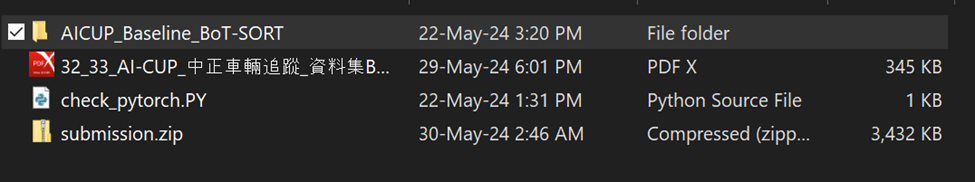 AICUP_Baseline_BoT-SORT 22-May-24 3:20 PM File folder
32_33_AI-CUP_中正車輛追蹤_資料集B... 29-May-24 6:01 PM PDF X 345 KB
check_pytorch.PY 22-May-24 1:31 PM Python Source File 1 KB
submission.zip 30-May-24 2:46 AM Compressed (zipp... 3,432 KB